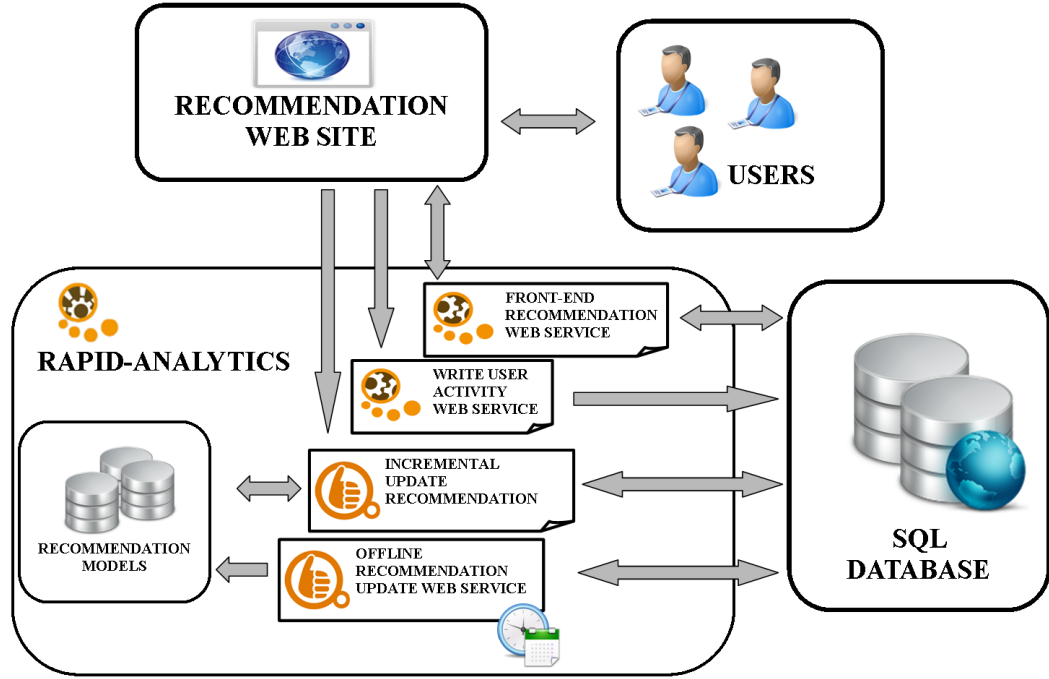 RECOMMENDATION
WEB SITE
USERS
RAPID-ANALYTICS
FRONT-END
RECOMMENDATION
WEB SERVICE
WRITE USER
ACTIVITY
WEB SERVICE
INCREMENTAL
UPDATE
RECOMMENDATION
RECOMMENDATION
MODELS
OFFLINE
RECOMMENDATION
UPDATE WEB SERVICE
SQL
DATABASE